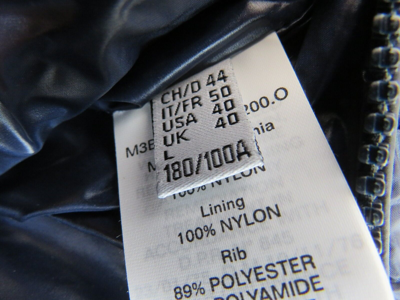 CH/D 44
IT/FR 50
USA 40
UK 40
L
180/100A
200.O
100% NYLON
Lining
100% NYLON
Rib
89% POLYESTER
POLYAMIDE